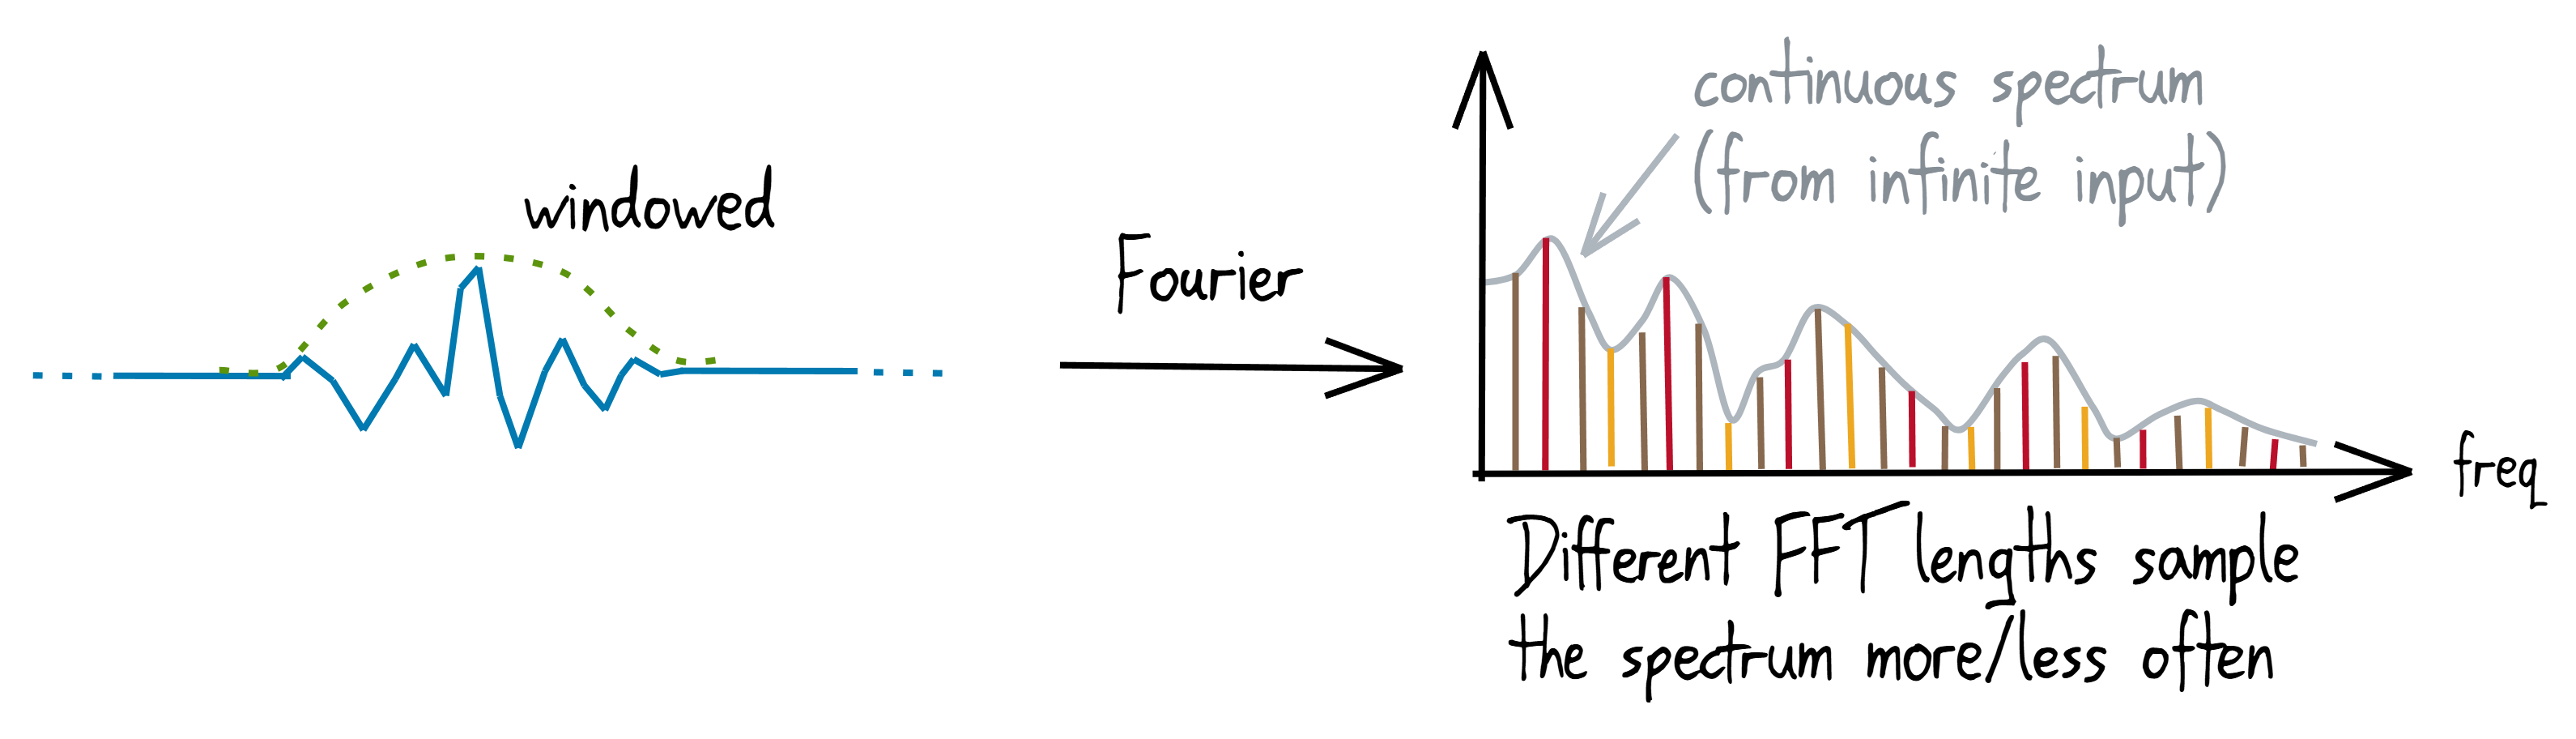 windowed
Fourier
continuous spectrum
(from infinite input)
freq
Different FFT lengths sample
the spectrum more/less often